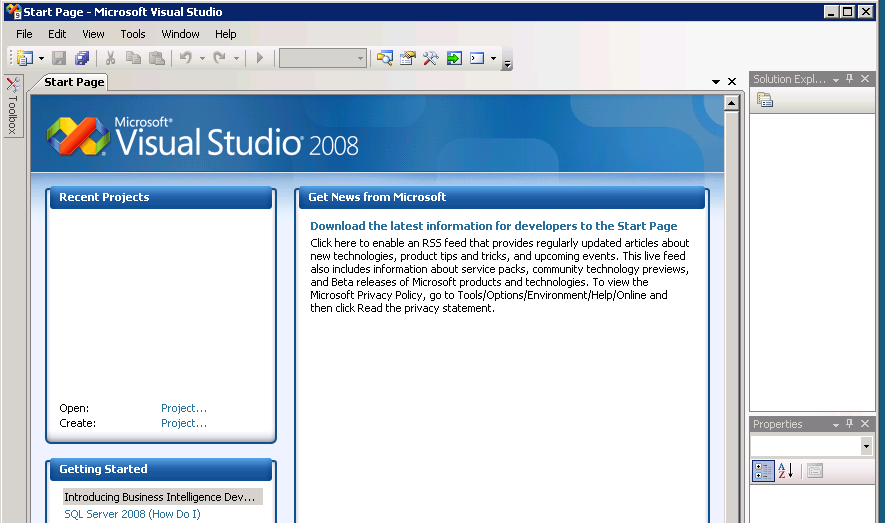 Start Page - Microsoft Visual Studio
File Edit View Tools Window Help
Toolbox
Start Page
Microsoft®
Visual Studio® 2008
Recent Projects
Open: Project...
Create: Project...
Getting Started
Introducing Business Intelligence Dev...
SQL Server 2008 (How Do I)
Get News from Microsoft
Download the latest information for developers to the Start Page
Click here to enable an RSS feed that provides regularly updated articles about
new technologies, product tips and tricks, and upcoming events. This live feed
also includes information about service packs, community technology previews,
and Beta releases of Microsoft products and technologies. To view the
Microsoft Privacy Policy, go to Tools/Options/Environment/Help/Online and
then click Read the privacy statement.
Solution Expl...
Properties